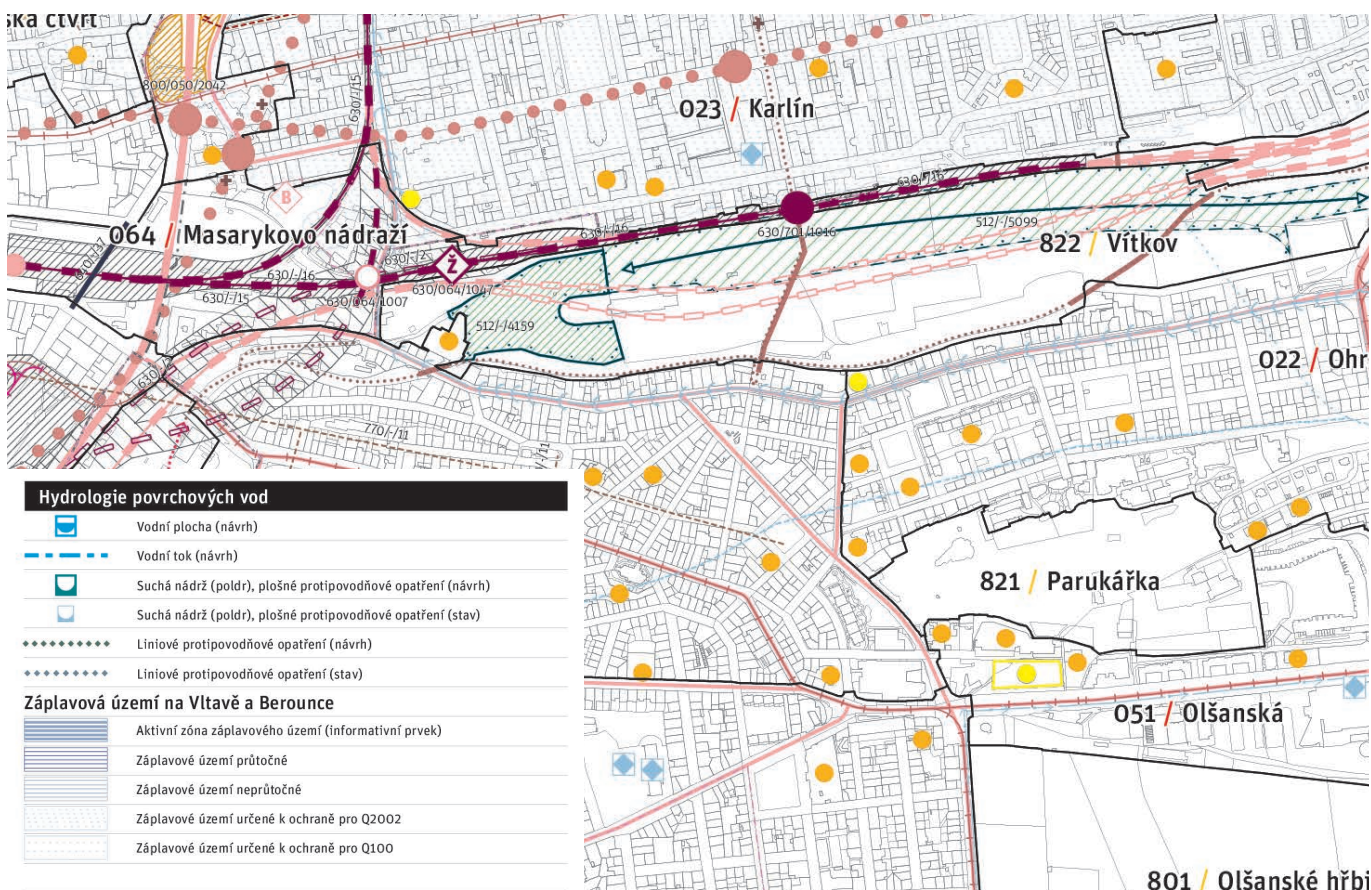 ská čtvrť
800/050/2042
630/-/15
023 / Karlín
B
630/-/16
064 / Masarykovo nádraží
630/-/16
630/701/1016
512/-/5099
822 / Vítkov
630/-/2
Ž
630/-/16
630/-/15
630/064/1007
630/064/1047
512/-/4159
022 / Ohr
770/-/11
821 / Parukářka
051 / Olšanská
801 / Olšanské hřbi
Hydrologie povrchových vod
Vodní plocha (návrh)
Vodní tok (návrh)
Suchá nádrž (poldr), plošné protipovodňové opatření (návrh)
Suchá nádrž (poldr), plošné protipovodňové opatření (stav)
Liniové protipovodňové opatření (návrh)
Liniové protipovodňové opatření (stav)
Záplavová území na Vltavě a Berounce
Aktivní zóna záplavového území (informativní prvek)
Záplavové území průtočné
Záplavové území neprůtočné
Záplavové území určené k ochraně pro Q2002
Záplavové území určené k ochraně pro Q100